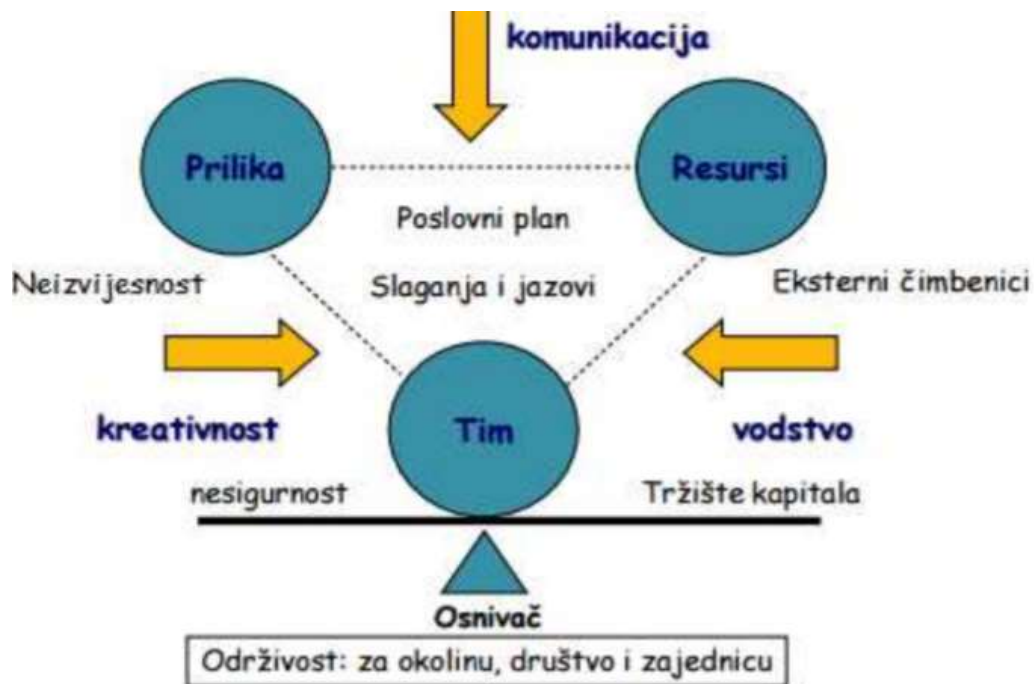 komunikacija
Prilika
Resursi
Poslovni plan
Neizvijesnost
Slaganja i jazovi
Eksterni čimbenici
kreativnost
Tim
vodstvo
nesigurnost
Tržište kapitala
Osnivač
Održivost: za okolinu, društvo i zajednicu